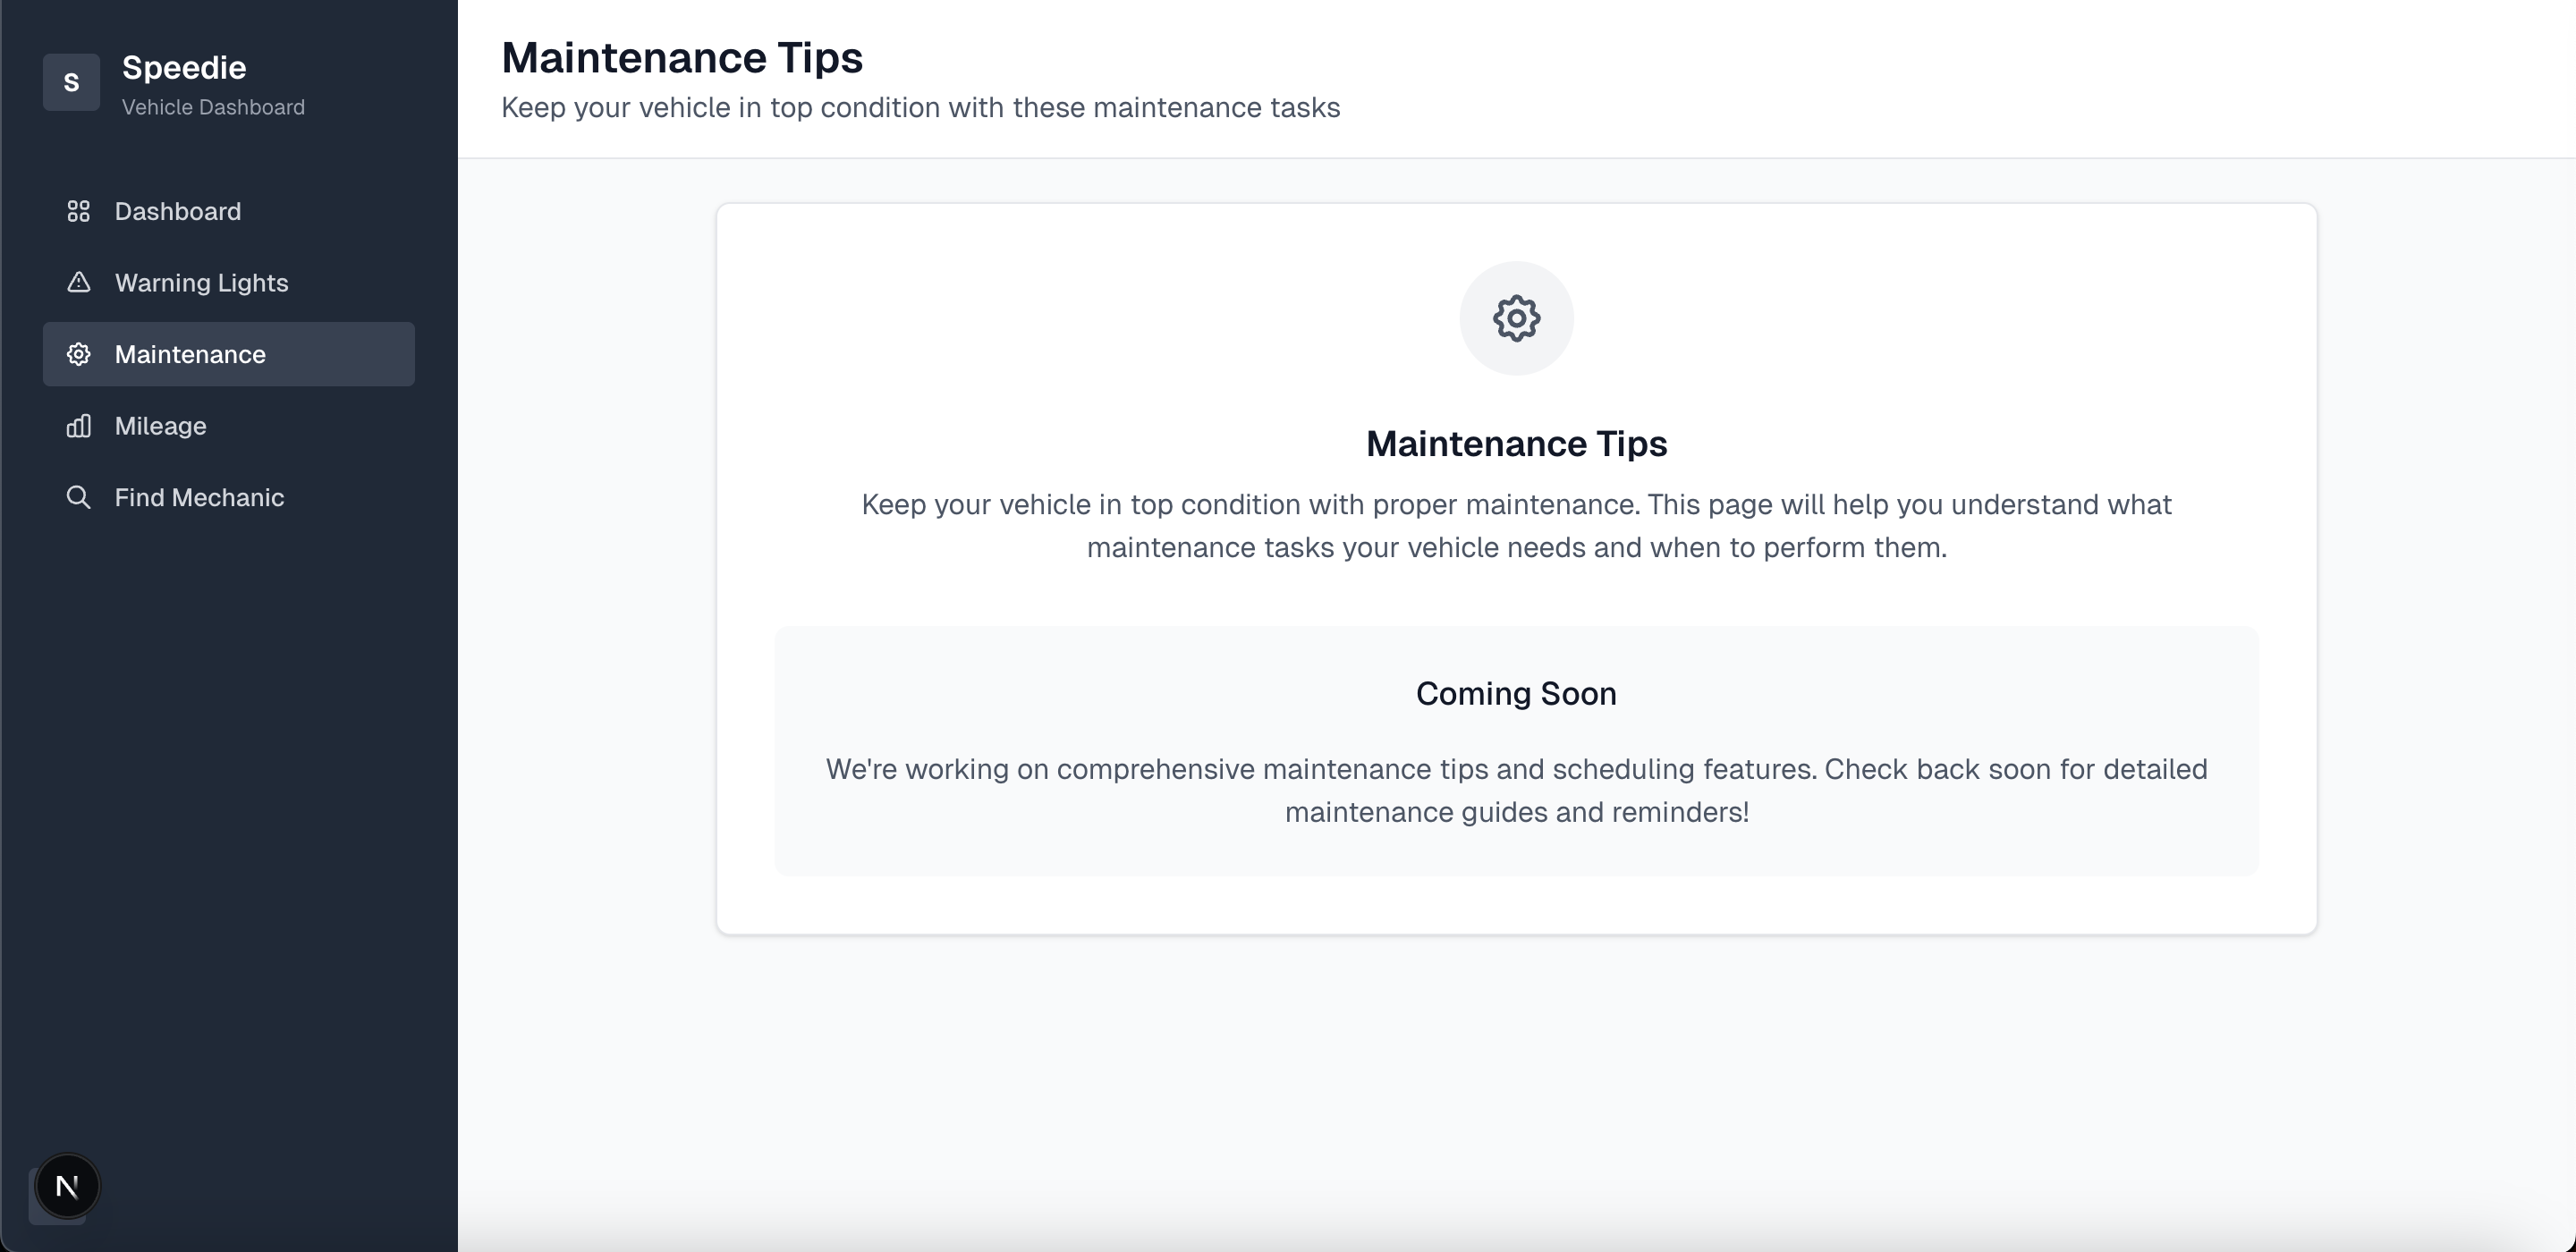 S
Speedie
Vehicle Dashboard
Dashboard
Warning Lights
Maintenance
Mileage
Find Mechanic
N
Maintenance Tips
Keep your vehicle in top condition with these maintenance tasks
Maintenance Tips
Keep your vehicle in top condition with proper maintenance. This page will help you understand what
maintenance tasks your vehicle needs and when to perform them.
Coming Soon
We're working on comprehensive maintenance tips and scheduling features. Check back soon for detailed
maintenance guides and reminders!